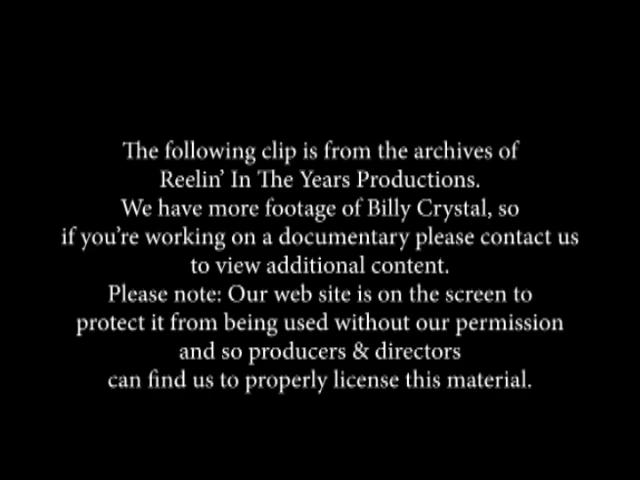 The following clip is from the archives of
Reelin’ In The Years Productions.
We have more footage of Billy Crystal, so
if you’re working on a documentary please contact us
to view additional content.
Please note: Our web site is on the screen to
protect it from being used without our permission
and so producers & directors
can find us to properly license this material.